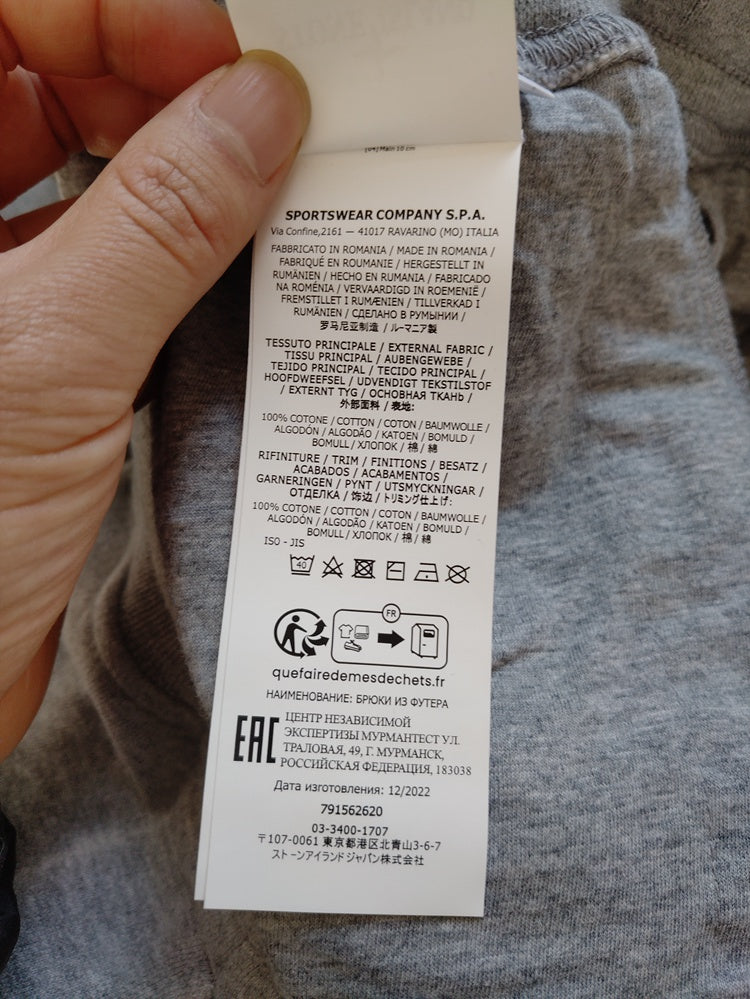 SPORTSWEAR COMPANY S.P.A.
Via Confine,2161 — 41017 RAVARINO (MO) ITALIA
FABBRICATO IN ROMANIA / MADE IN ROMANIA /
FABRIQUÉ EN ROUMANIE / HERGESTELLT IN
RUMÄNIEN / HECHO EN RUMANIA / FABRICADO
NA ROMÉNIA / VERVAARDIGD IN ROEMENIË /
FREMSTILLET I RUMÆNIEN / TILLVERKAD I
RUMÄNIEN / СДЕЛАНО В РУМЫНИИ /
罗马尼亚制造 / ルーマニア製
TESSUTO PRINCIPALE / EXTERNAL FABRIC /
TISSU PRINCIPAL / AUBENGEWEBE /
TEJIDO PRINCIPAL / TECIDO PRINCIPAL /
HOOFDWEEFSEL / UDVENDIGT TEKSTILSTOF
/ EXTERNT TYG / ОСНОВНАЯ ТКАНЬ /
外部面料 / 表地:
100% COTONE / COTTON / COTON / BAUMWOLLE /
ALGODÓN / ALGODÃO / KATOEN / BOMULD /
BOMULL / ХЛОПОК / 棉 / 綿
RIFINITURE / TRIM / FINITIONS / BESATZ /
ACABADOS / ACABAMENTOS /
GARNERINGEN / PYNT / UTSMYCKNINGAR /
ОТДЕЛКА / 饰边 / トリミング仕上げ:
100% COTONE / COTTON / COTON / BAUMWOLLE /
ALGODÓN / ALGODÃO / KATOEN / BOMULD /
BOMULL / ХЛОПОК / 棉 / 綿
ISO - JIS
40
FR
quefairedemesdechets.fr
НАИМЕНОВАНИЕ: БРЮКИ ИЗ ФУТЕРА
EAC
ЦЕНТР НЕЗАВИСИМОЙ
ЭКСПЕРТИЗЫ МУРМАНТЕСТ УЛ.
ТРАЛОВАЯ, 49, Г. МУРМАНСК,
РОССИЙСКАЯ ФЕДЕРАЦИЯ, 183038
Дата изготовления: 12/2022
791562620
03-3400-1707
〒107-0061 東京都港区北青山3-6-7
ストーンアイランドジャパン株式会社